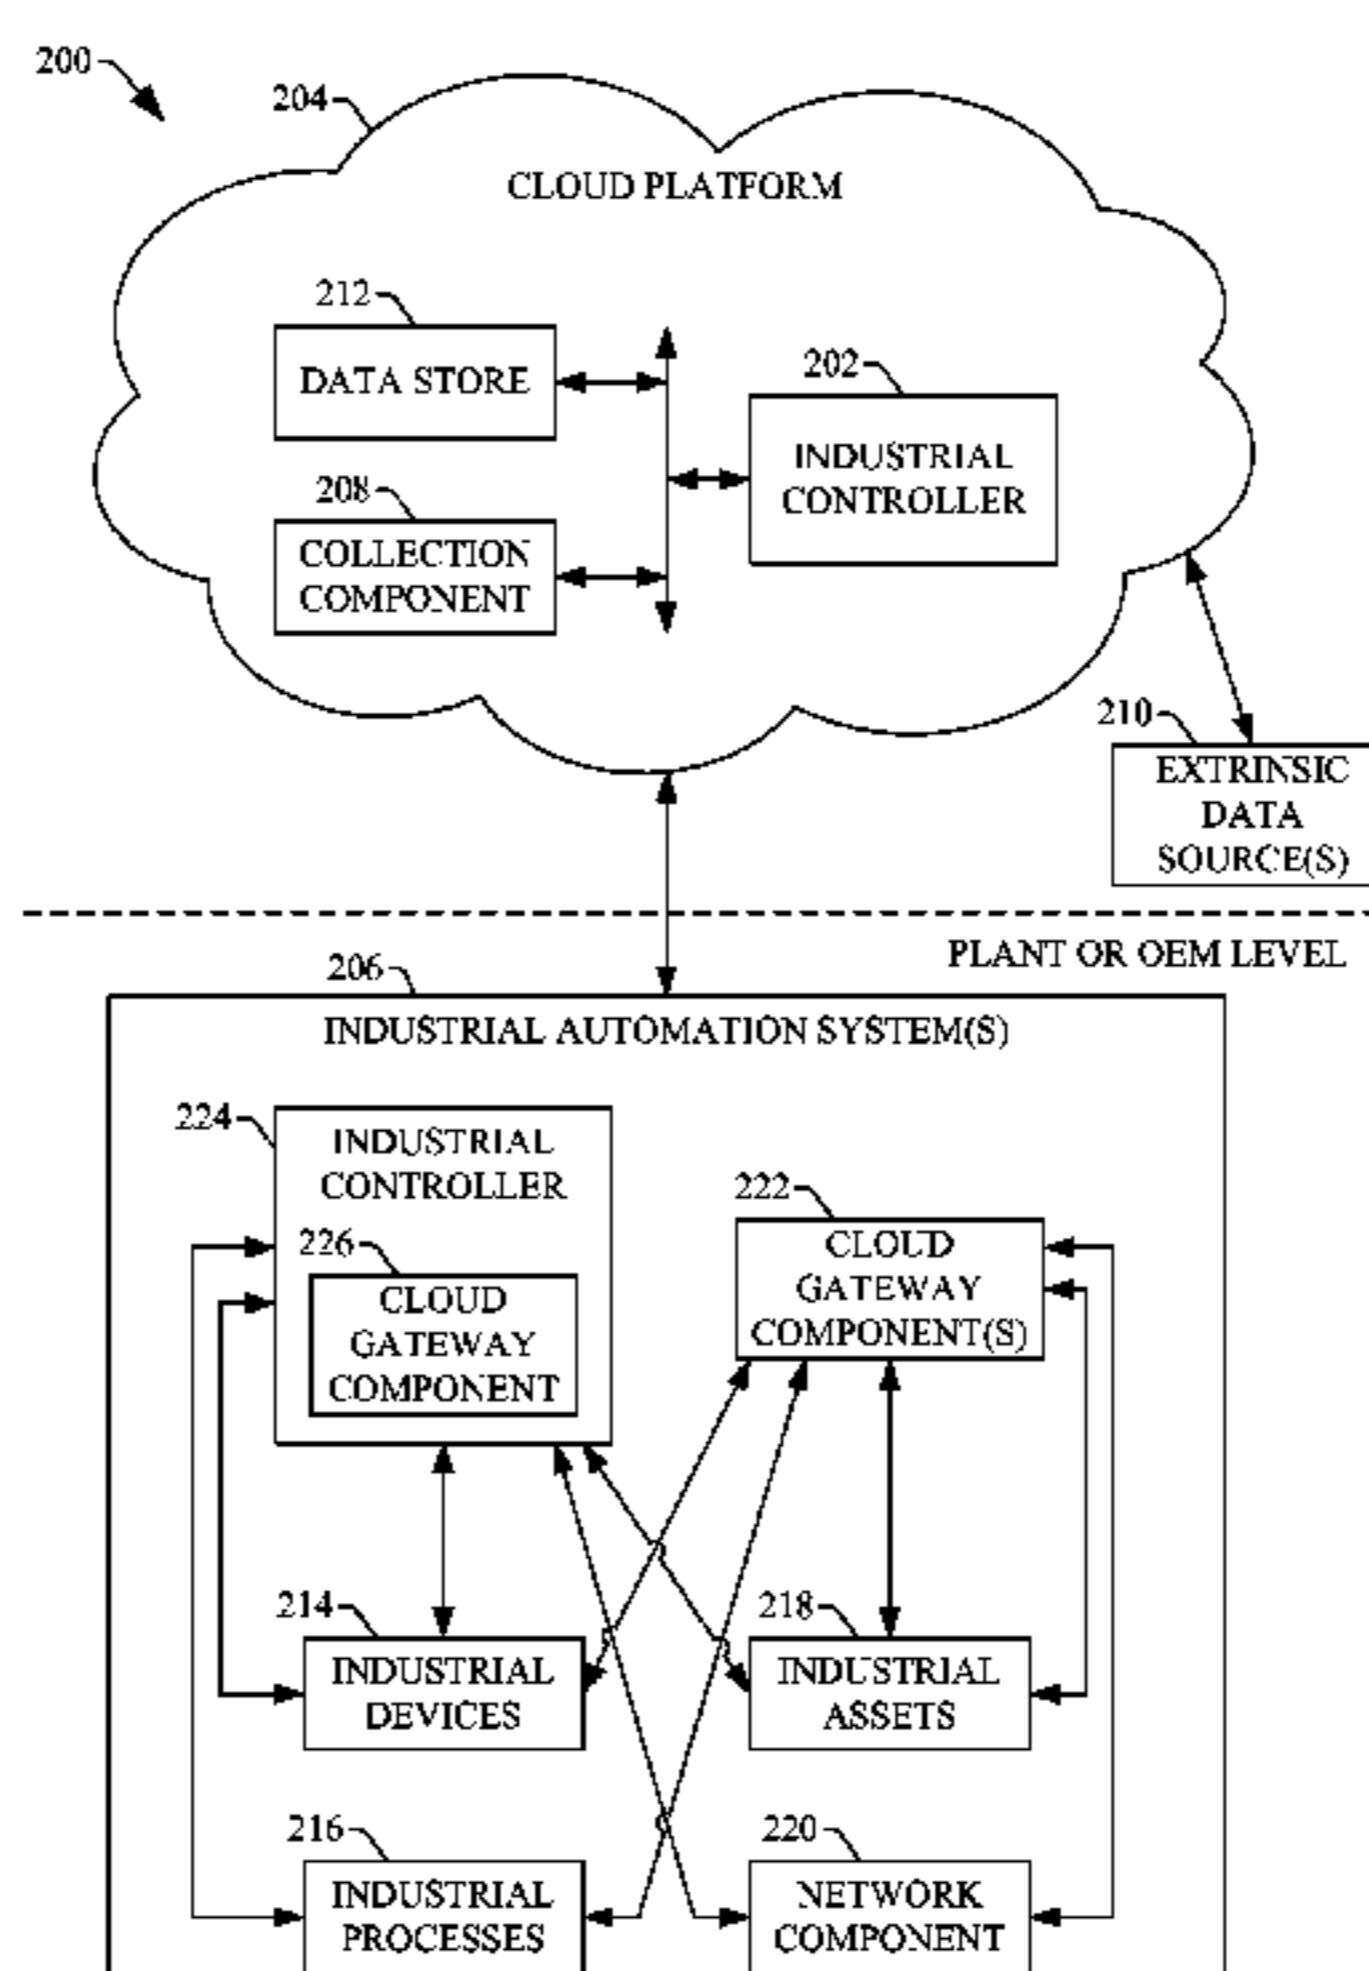 200
204
CLOUD PLATFORM
212
DATA STORE
202
INDUSTRIAL
CONTROLLER
208
COLLECTION
COMPONENT
210
EXTRINSIC
DATA
SOURCE(S)
PLANT OR OEM LEVEL
206
INDUSTRIAL AUTOMATION SYSTEM(S)
224
INDUSTRIAL
CONTROLLER
226
CLOUD
GATEWAY
COMPONENT
222
CLOUD
GATEWAY
COMPONENT(S)
214
INDUSTRIAL
DEVICES
218
INDUSTRIAL
ASSETS
216
INDUSTRIAL
PROCESSES
220
NETWORK
COMPONENT